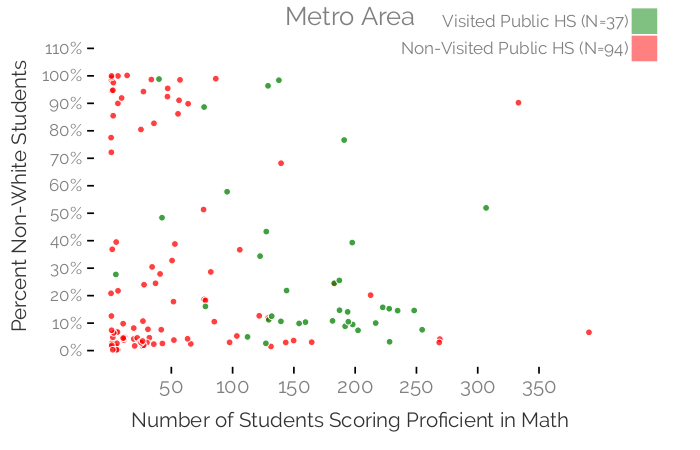 Metro Area
Visited Public HS (N=37)
Non-Visited Public HS (N=94)
110%
100%
90%
80%
70%
60%
50%
40%
30%
20%
10%
0%
Percent Non-White Students
50 100 150 200 250 300 350
Number of Students Scoring Proficient in Math